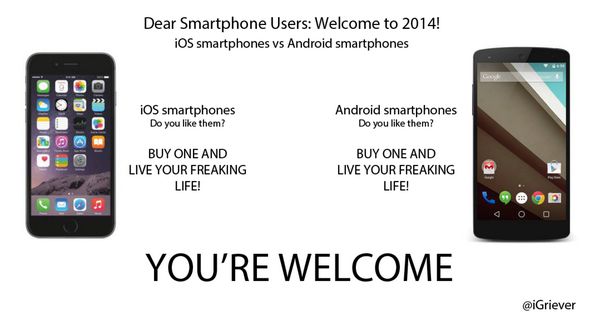 Dear Smartphone Users: Welcome to 2014!
iOS smartphones vs Android smartphones
iOS smartphones
Do you like them?
BUY ONE AND
LIVE YOUR FREAKING
LIFE!
Android smartphones
Do you like them?
BUY ONE AND
LIVE YOUR FREAKING
LIFE!
Google
YOU'RE WELCOME
@iGriever